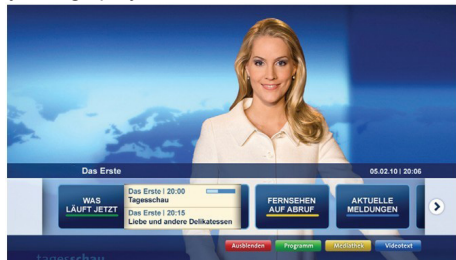 Das Erste
05.02.10 | 20:06
WAS
LÄUFT JETZT
Das Erste | 20:00
Tagesschau
Das Erste | 20:15
Liebe und andere Delikatessen
FERNSEHEN
AUF ABRUF
AKTUELLE
MELDUNGEN
Ausblenden
Programm
Mediathek
Videotext
tagesschau